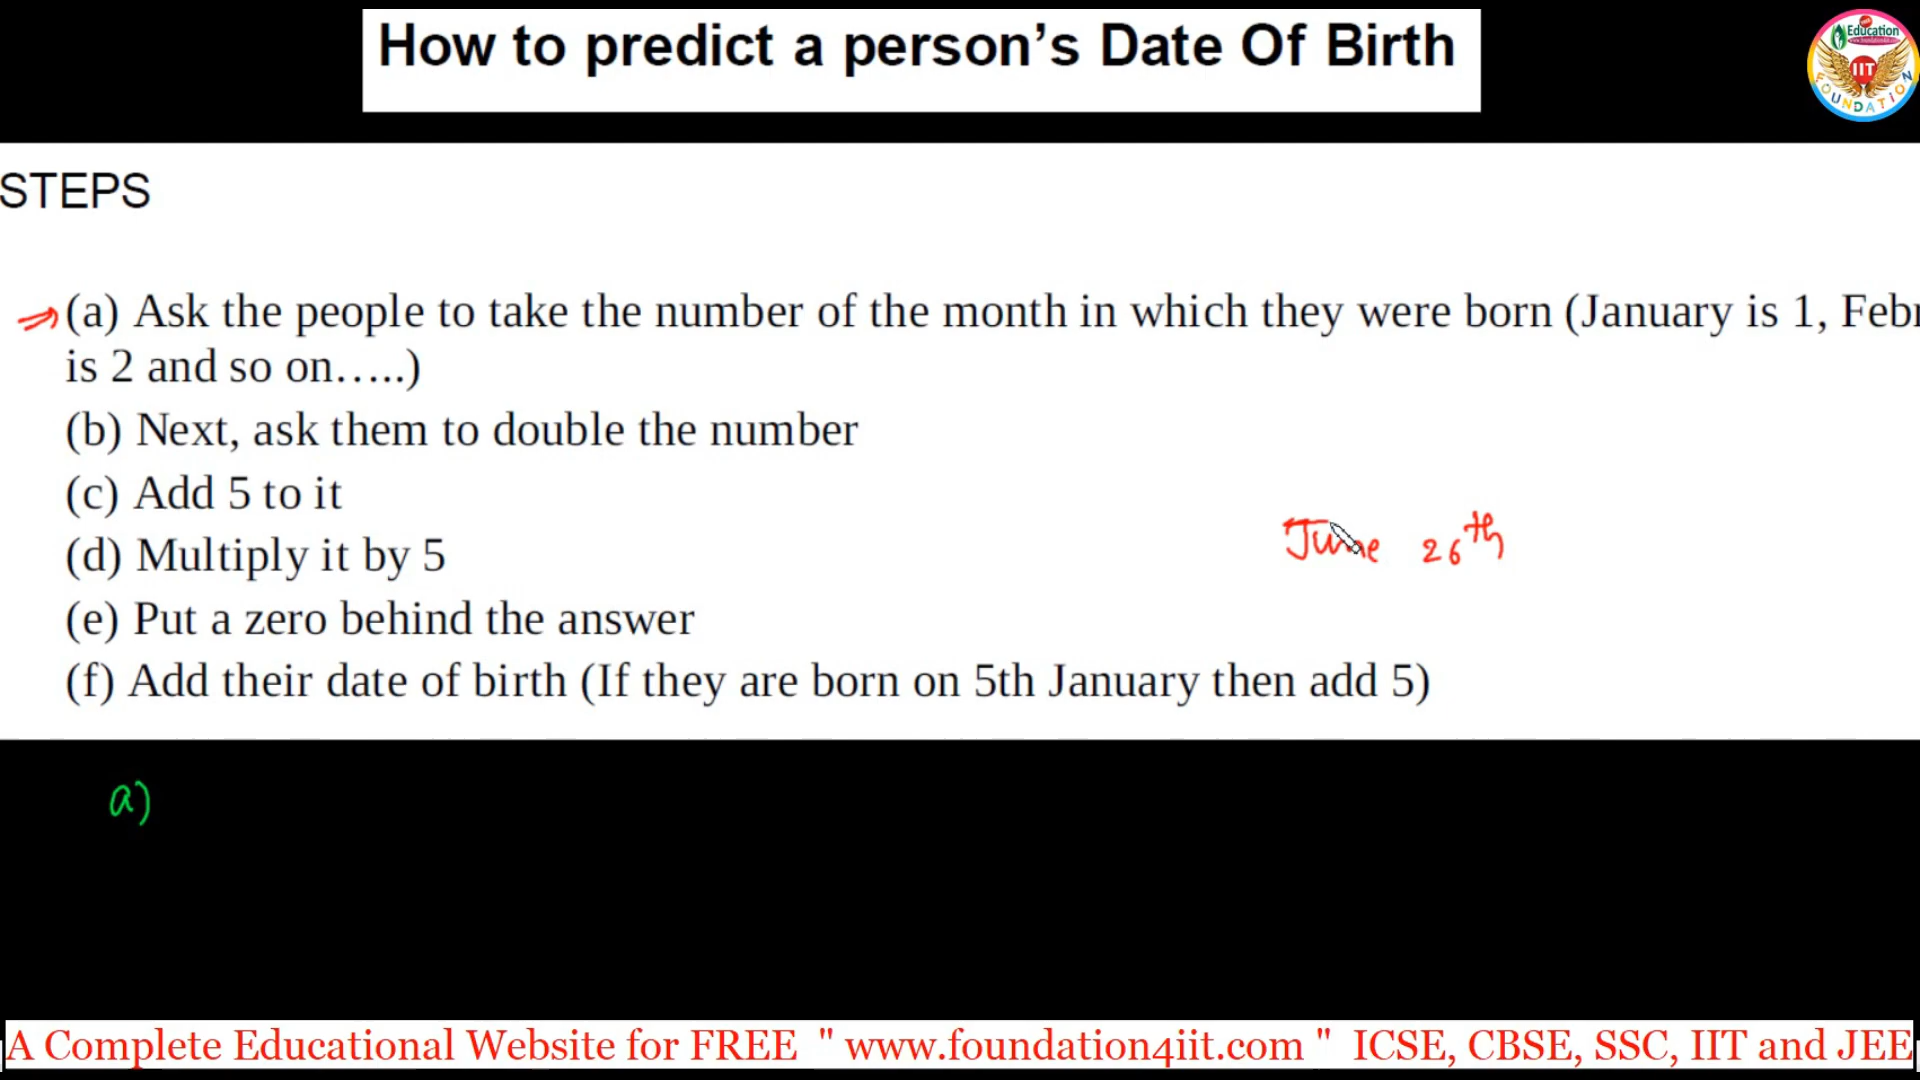 How to predict a person's Date Of Birth
Education
IIT
FOUNDATION
STEPS
(a) Ask the people to take the number of the month in which they were born (January is 1, Febr
is 2 and so on…..)
(b) Next, ask them to double the number
(c) Add 5 to it
June 26th
(d) Multiply it by 5
(e) Put a zero behind the answer
(f) Add their date of birth (If they are born on 5th January then add 5)
a)
A Complete Educational Website for FREE " www.foundation4iit.com " ICSE, CBSE, SSC, IIT and JEE